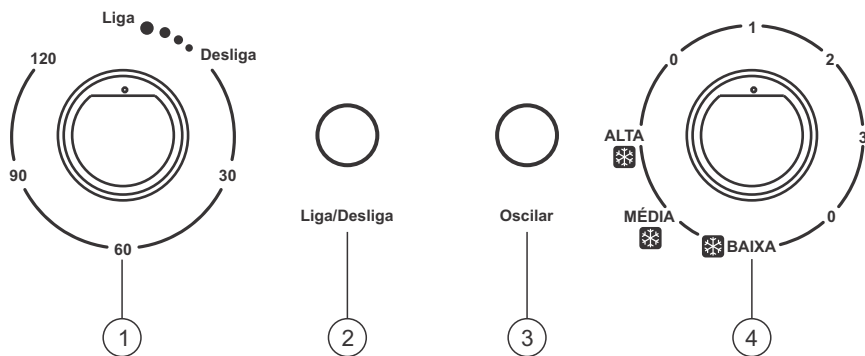 Liga
Desliga
120
90
60
30
Liga/Desliga
Oscilar
0
1
2
3
0
ALTA
MÉDIA
BAIXA
1
2
3
4